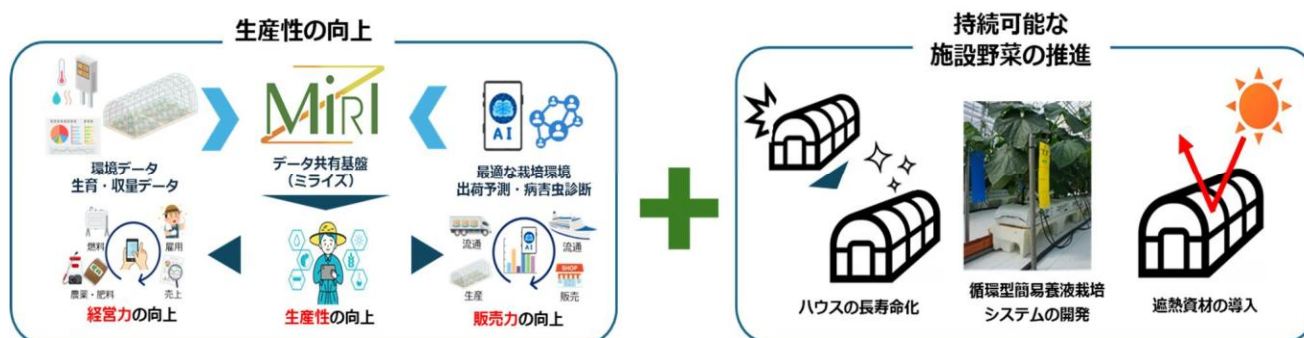 生産性の向上
MiRI
データ共有基盤
(ミライズ)
環境データ
生育・収量データ
AI
最適な栽培環境
出荷予測・病害虫診断
燃料
雇用
農薬・肥料
売上
経営力の向上
生産性の向上
流通
流通
AI
SHOP
生産
販売
販売力の向上
持続可能な
施設野菜の推進
ハウスの長寿命化
循環型簡易養液栽培
システムの開発
遮熱資材の導入